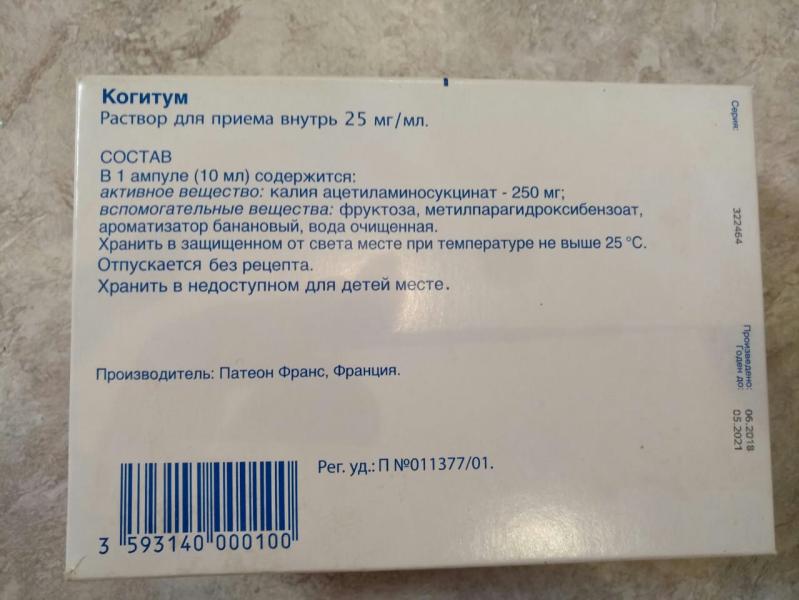 Когитум
Раствор для приема внутрь 25 мг/мл.
СОСТАВ
В 1 ампуле (10 мл) содержится:
активное вещество: калия ацетиламиносукцинат - 250 мг;
вспомогательные вещества: фруктоза, метилпарагидроксибензоат,
ароматизатор банановый, вода очищенная.
Хранить в защищенном от света месте при температуре не выше 25 °С.
Отпускается без рецепта.
Хранить в недоступном для детей месте.
Производитель: Патеон Франс, Франция.
Рег. уд.: П №011377/01.
3 593140 000100
Серия: 322464
Произведено: 06.2018
Годен до: 05.2021